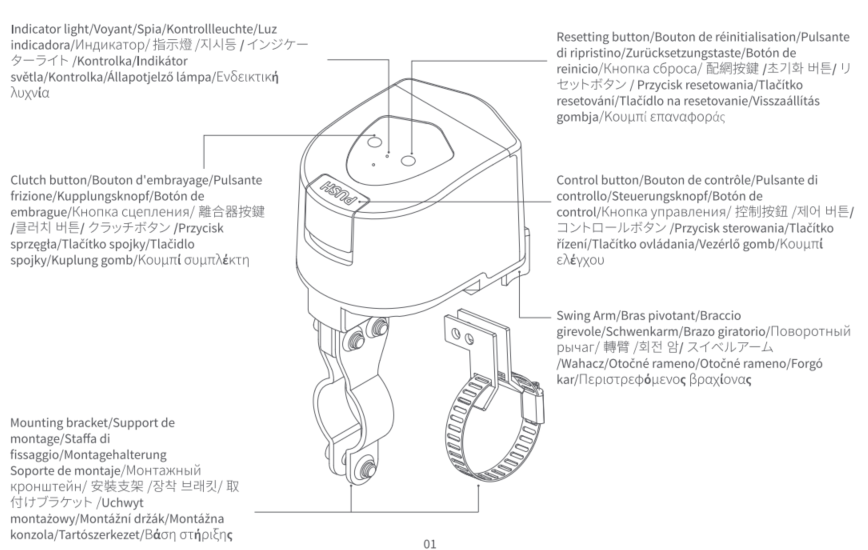 Indicator light/Voyant/Spia/Kontrollleuchte/Luz
indicadora/Индикатор/ 指示燈 /지시등 / インジケー
ターライト /Kontrolka/Indikátor
světla/Kontrolka/Állapotjelző lámpa/Ενδεικτική
λυχνία
Resetting button/Bouton de réinitialisation/Pulsante
di ripristino/Zurücksetzungstaste/Botón de
reinicio/Кнопка сброса/ 配網按鍵 /초기화 버튼/ リ
セットボタン / Przycisk resetowania/Tlačítko
resetování/Tlačidlo na resetovanie/Visszaállítás
gombja/Κουμπί επαναφοράς
Clutch button/Bouton d'embrayage/Pulsante
frizione/Kupplungsknopf/Botón de
embrague/Кнопка сцепления/ 離合器按鍵
/클러치 버튼/ クラッチボタン /Przycisk
sprzęgła/Tlačítko spojky/Tlačidlo
spojky/Kuplung gomb/Κουμπί συμπλέκτη
PUSH
Control button/Bouton de contrôle/Pulsante di
controllo/Steuerungsknopf/Botón de
control/Кнопка управления/ 控制按鈕 /제어 버튼/
コントロールボタン /Przycisk sterowania/Tlačítko
řízení/Tlačítko ovládania/Vezérlő gomb/Κουμπί
ελέγχου
Swing Arm/Bras pivotant/Braccio
girevole/Schwenkarm/Brazo giratorio/Поворотный
рычаг/ 轉臂 /회전 암/ スイベルアーム
/Wahacz/Otočné rameno/Otočné rameno/Forgó
kar/Περιστρεφόμενος βραχίονας
Mounting bracket/Support de
montage/Staffa di
fissaggio/Montagehalterung
Soporte de montaje/Монтажный
кронштейн/ 安裝支架 /장착 브래킷/ 取
付けブラケット /Uchwyt
montażowy/Montážní držák/Montážna
konzola/Tartószerkezet/Βάση στήριξης
01